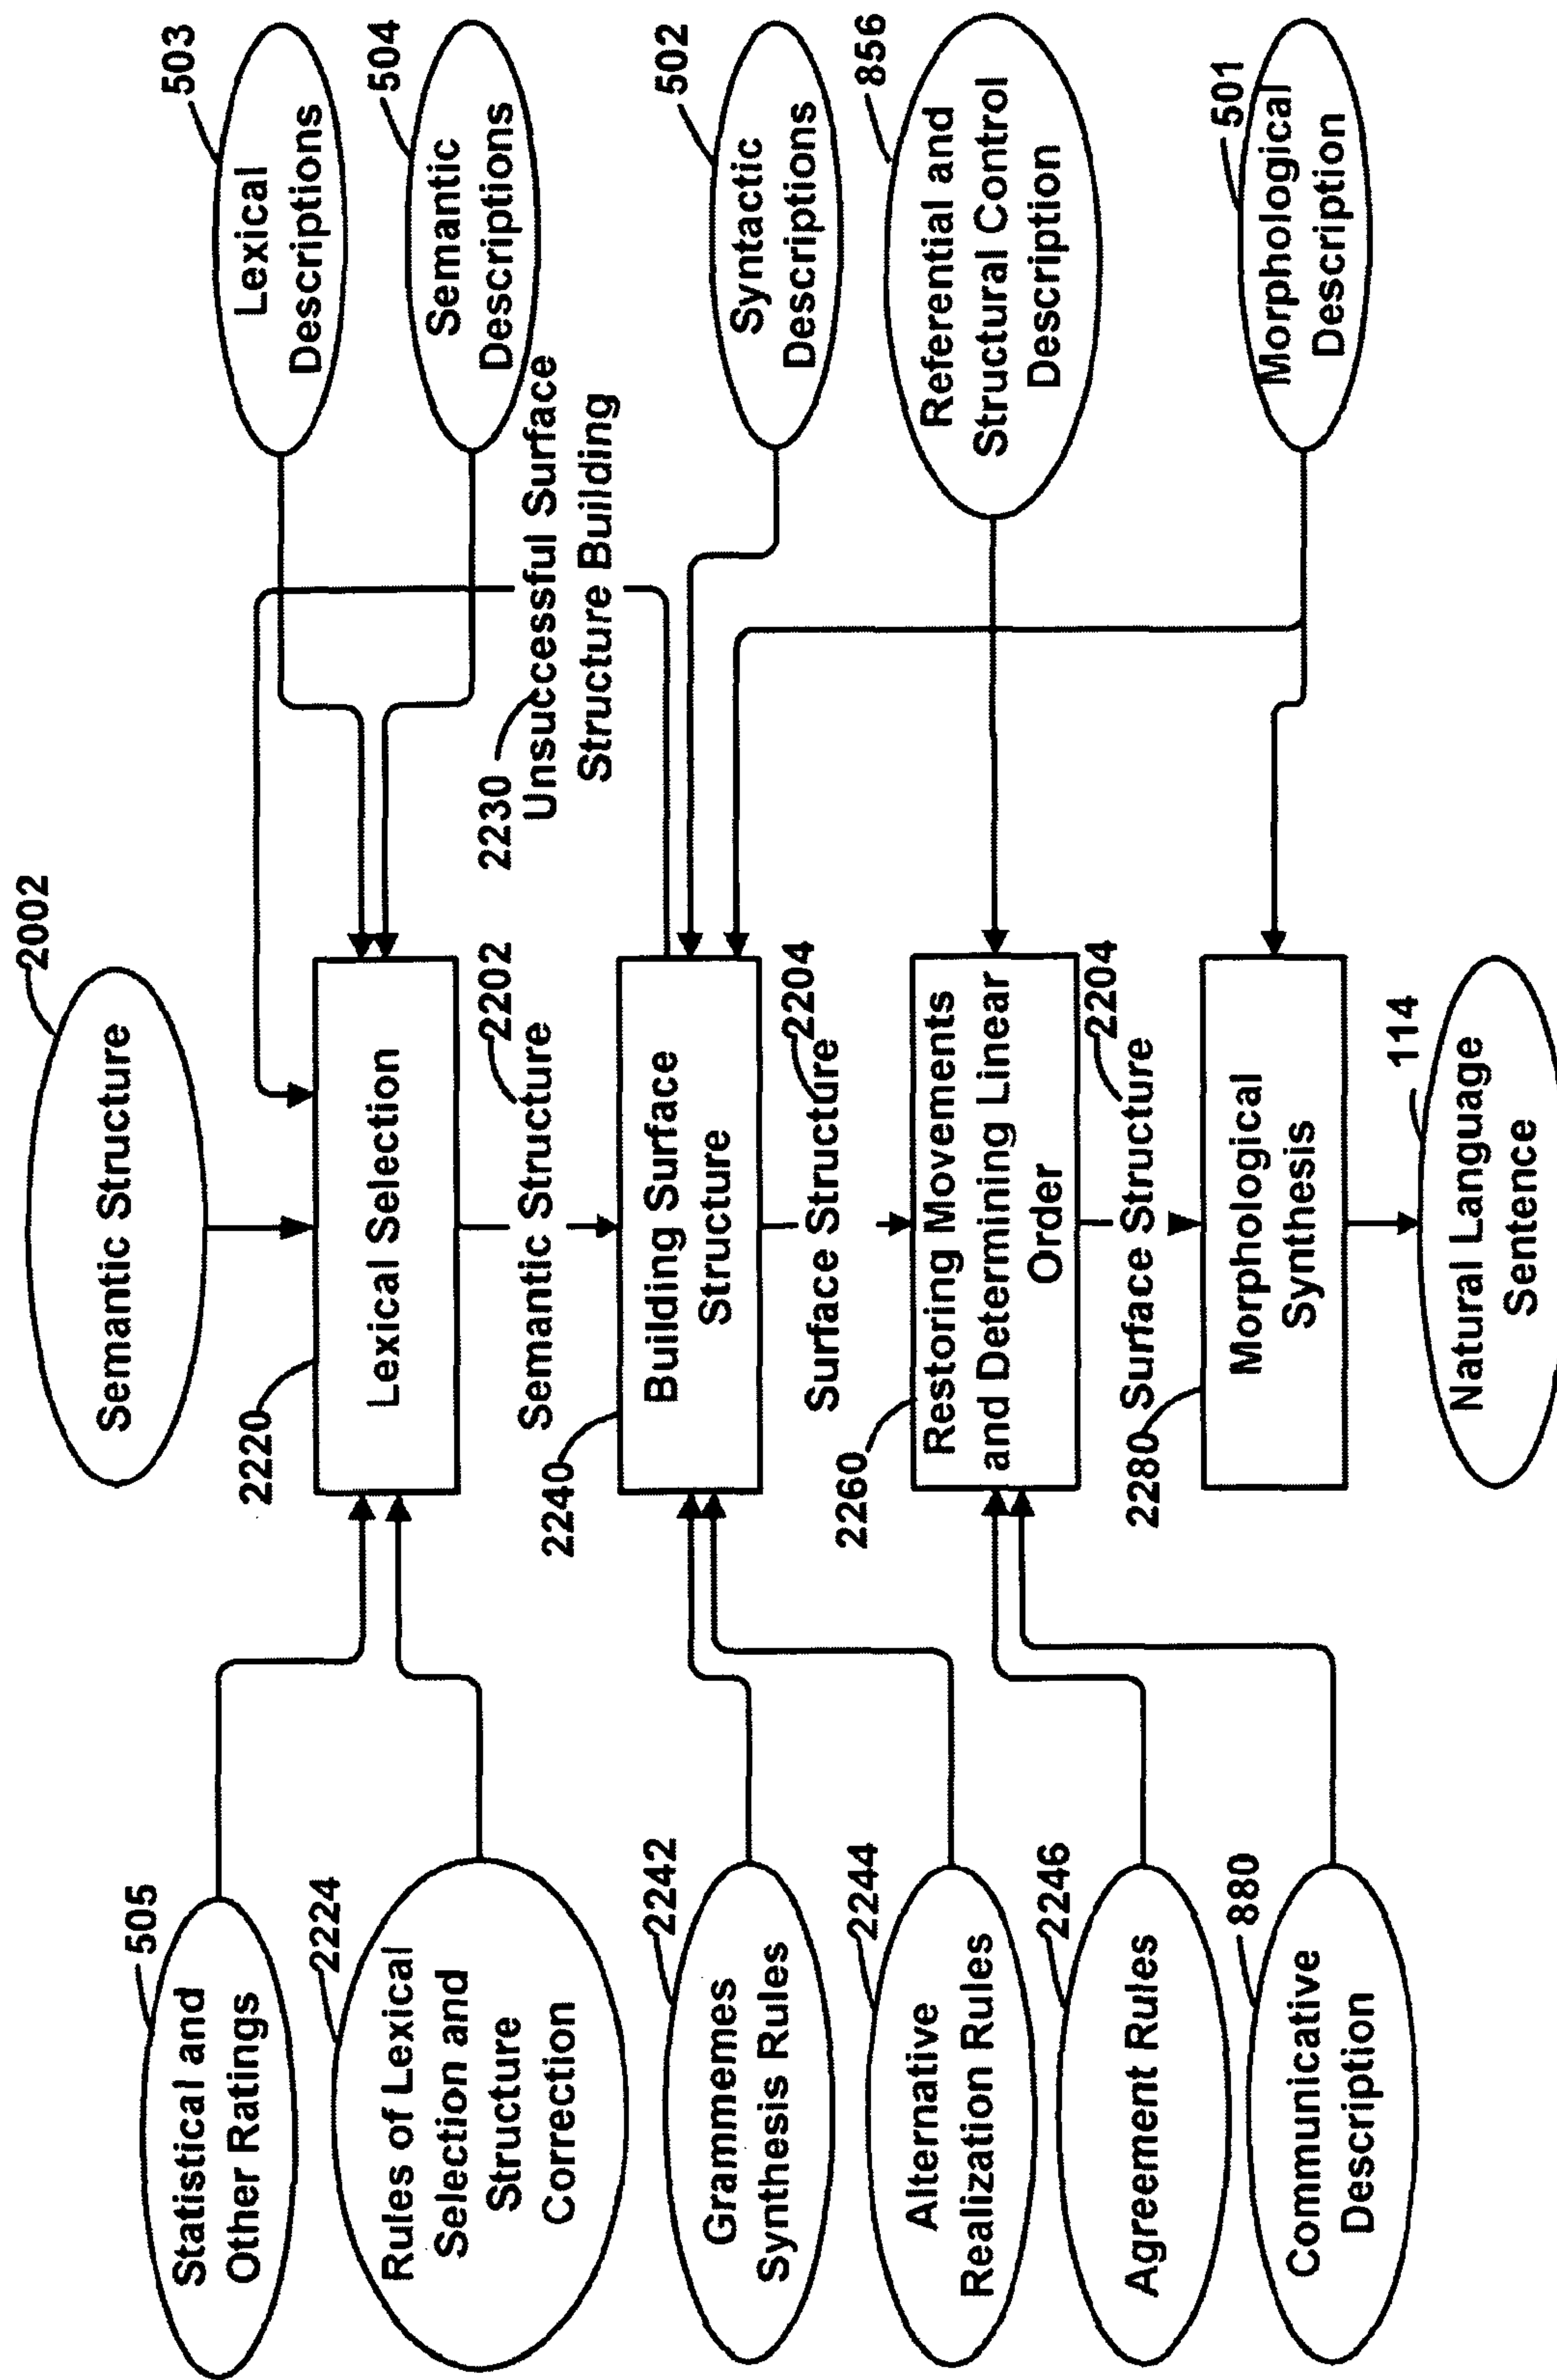 2002
Semantic Structure
505
Statistical and
Other Ratings
2220
Lexical Selection
503
Lexical
Descriptions
2224
Rules of Lexical
Selection and
Structure
Correction
504
Semantic
Descriptions
2202
Semantic Structure
2230
Unsuccessful Surface
Structure Building
2240
Building Surface
Structure
2242
Grammemes
Synthesis Rules
502
Syntactic
Descriptions
2204
Surface Structure
2244
Alternative
Realization Rules
2260
Restoring Movements
and Determining Linear
Order
856
Referential and
Structural Control
Description
2246
Agreement Rules
2204
Surface Structure
2280
Morphological
Synthesis
501
Morphological
Description
880
Communicative
Description
114
Natural Language
Sentence